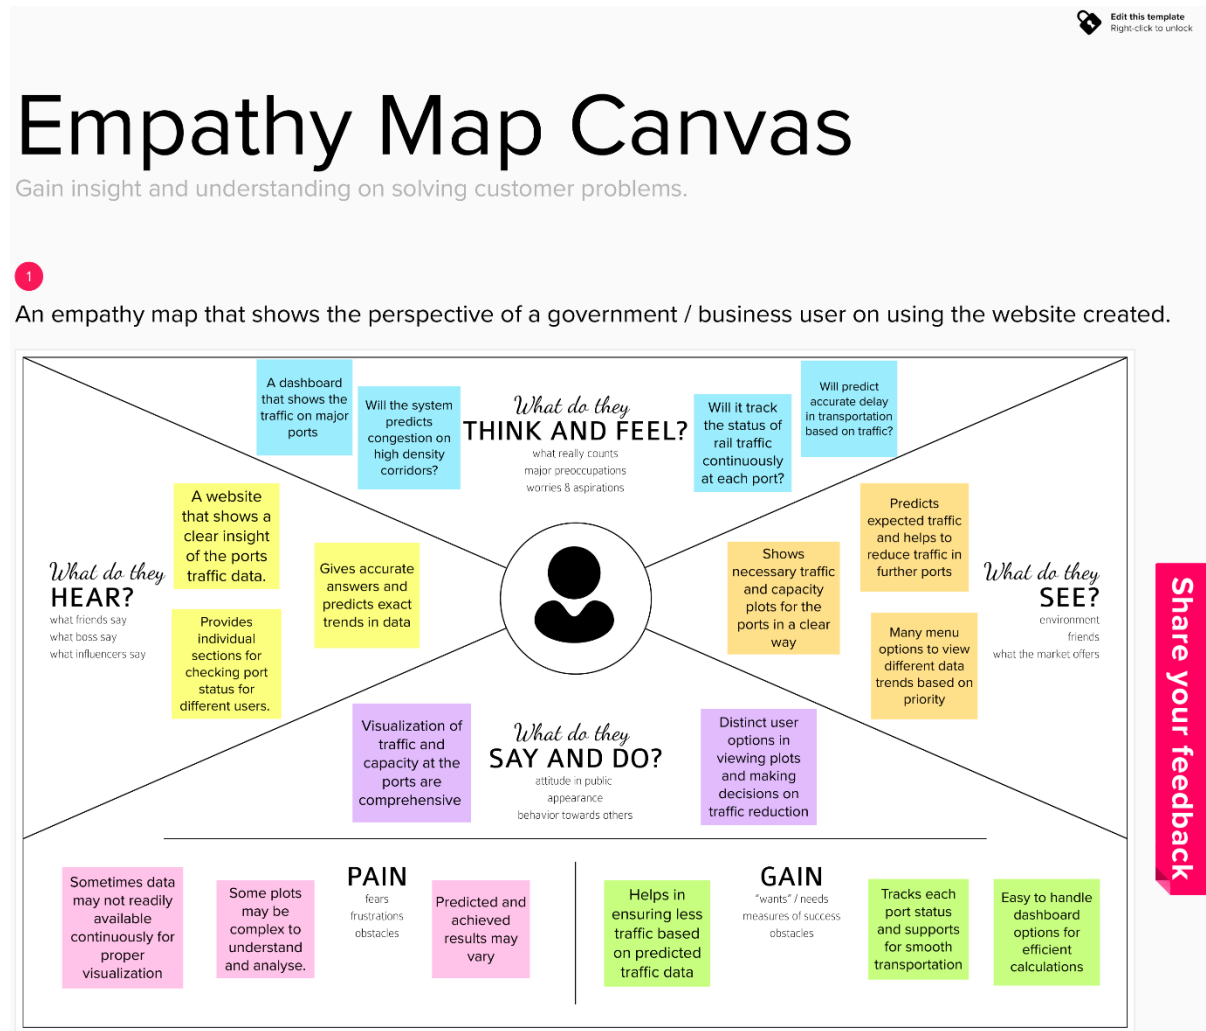 Edit this template
Right-click to unlock
Empathy Map Canvas
Gain insight and understanding on solving customer problems.
1
An empathy map that shows the perspective of a government / business user on using the website created.
A dashboard
that shows the
traffic on major
ports
Will the system
predicts
congestion on
high density
corridors?
What do they
THINK AND FEEL?
what really counts
major preoccupations
worries & aspirations
Will it track
the status of
rail traffic
continuously
at each port?
Will predict
accurate delay
in transportation
based on traffic?
What do they
HEAR?
what friends say
what boss say
what influencers say
A website
that shows a
clear insight
of the ports
traffic data.
Gives accurate
answers and
predicts exact
trends in data
Provides
individual
sections for
checking port
status for
different users.
Shows
necessary traffic
and capacity
plots for the
ports in a clear
way
Predicts
expected traffic
and helps to
reduce traffic in
further ports
Many menu
options to view
different data
trends based on
priority
What do they
SEE?
environment
friends
what the market offers
Visualization of
traffic and
capacity at the
ports are
comprehensive
What do they
SAY AND DO?
attitude in public
appearance
behavior towards others
Distinct user
options in
viewing plots
and making
decisions on
traffic reduction
Share your feedback
Sometimes data
may not readily
available
continuously for
proper
visualization
Some plots
may be
complex to
understand
and analyse.
PAIN
fears
frustrations
obstacles
Predicted and
achieved
results may
vary
Helps in
ensuring less
traffic based
on predicted
traffic data
GAIN
"wants" / needs
measures of success
obstacles
Tracks each
port status
and supports
for smooth
transportation
Easy to handle
dashboard
options for
efficient
calculations